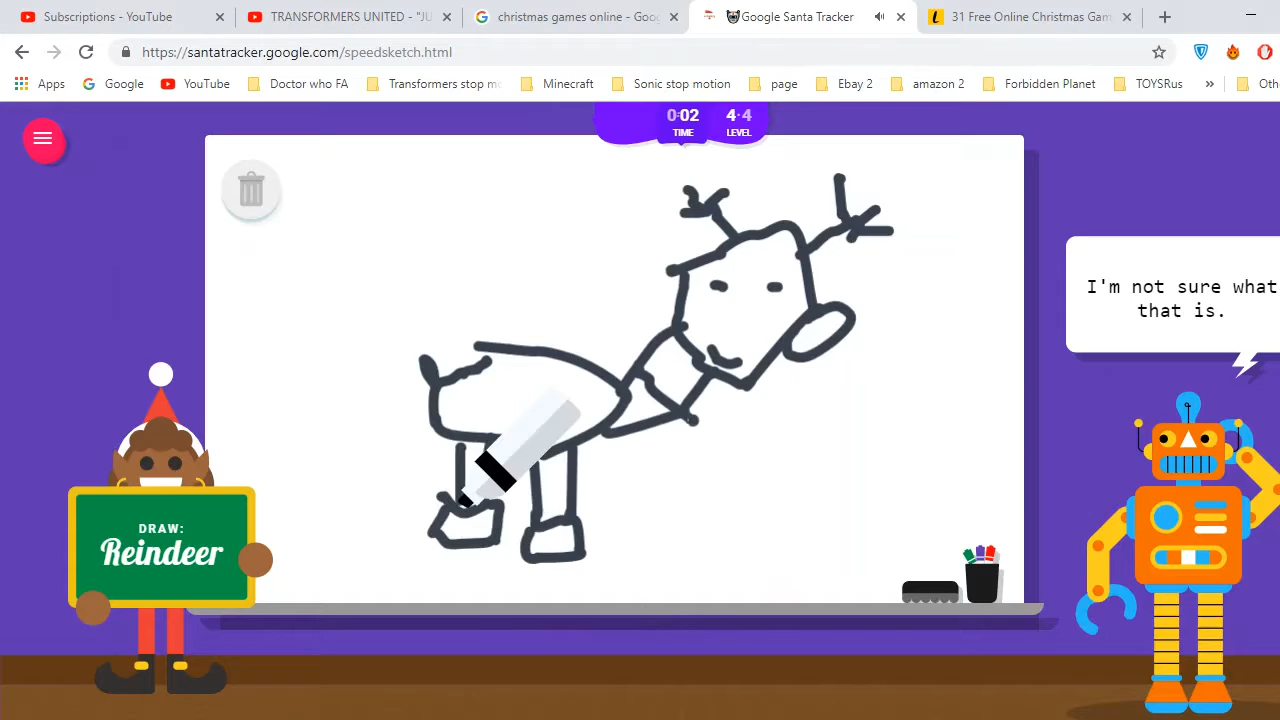 Subscriptions - YouTube
TRANSFORMERS UNITED - "JU
christmas games online - Goog
Google Santa Tracker
31 Free Online Christmas Gam
https://santatracker.google.com/speedsketch.html
Apps
Google
YouTube
Doctor who FA
Transformers stop mo
Minecraft
Sonic stop motion
page
Ebay 2
amazon 2
Forbidden Planet
TOYSRus
»
Oth
0:02
TIME
4·4
LEVEL
I'm not sure what
that is.
DRAW:
Reindeer